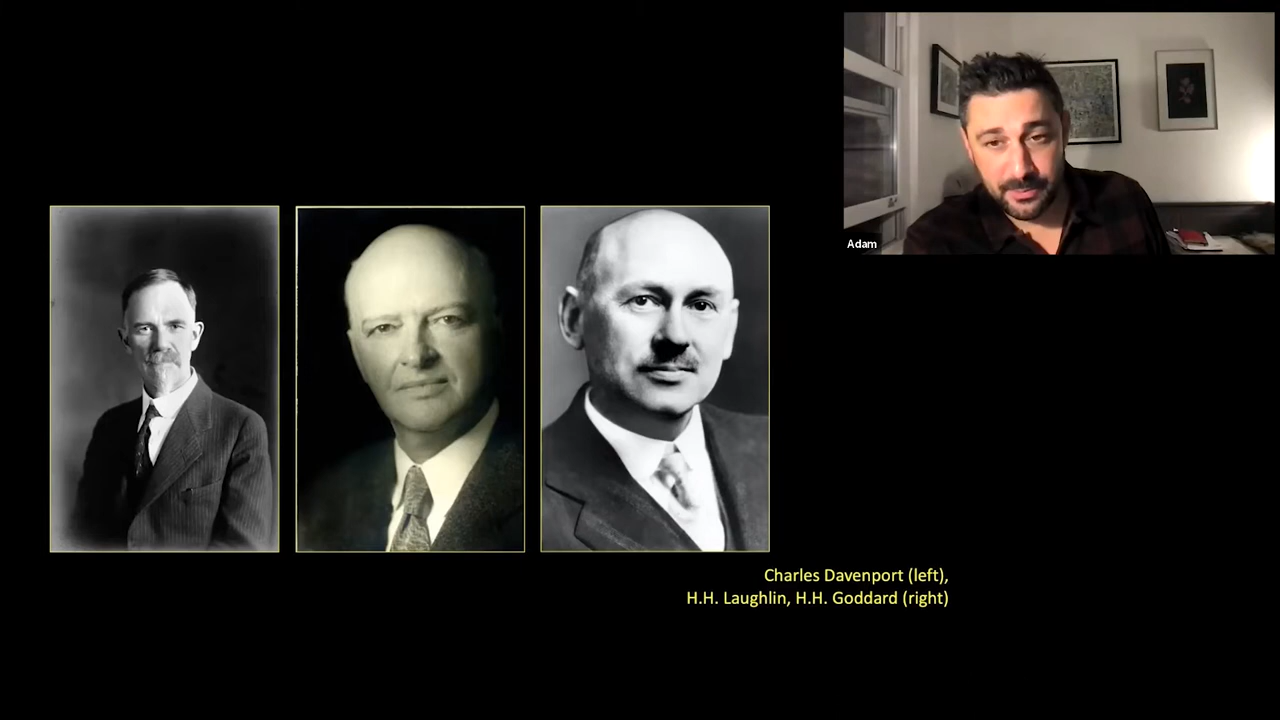 Adam
Charles Davenport (left),
H.H. Laughlin, H.H. Goddard (right)